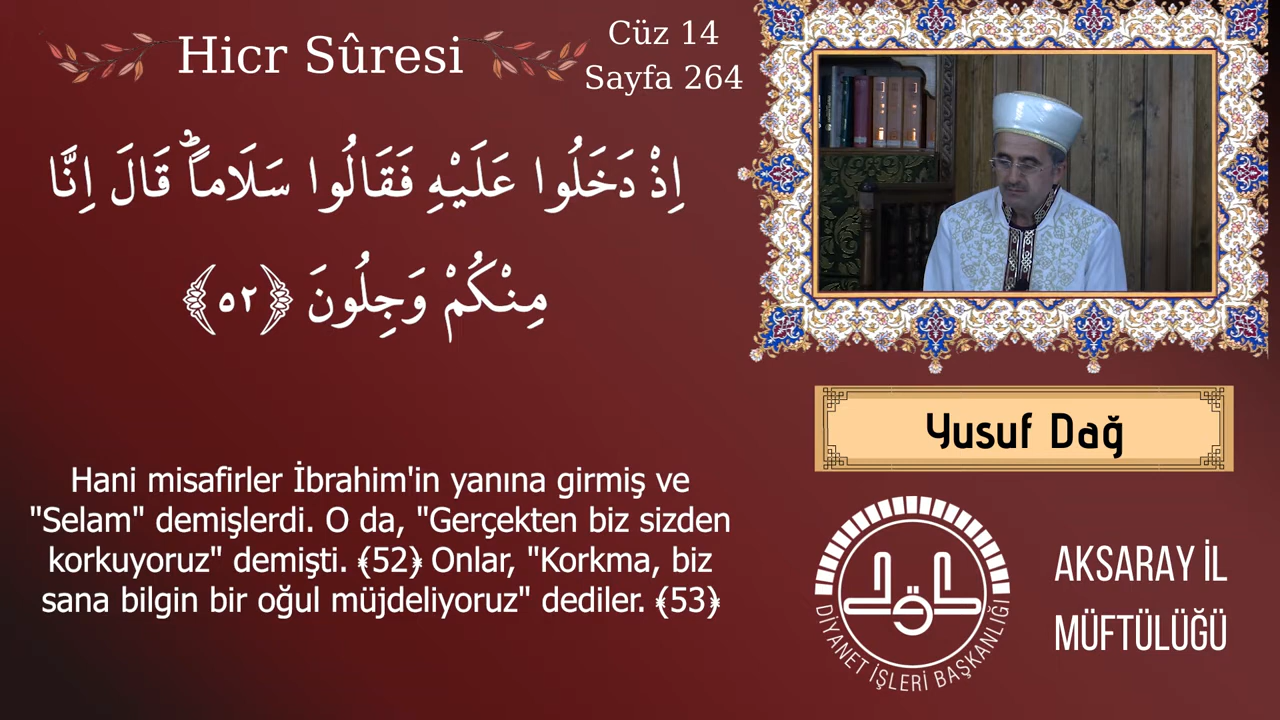 Hicr Sûresi
Cüz 14
Sayfa 264
اِذْ دَخَلُوا عَلَيْهِ فَقَالُوا سَلَاماًۜ قَالَ اِنَّا
مِنْكُمْ وَجِلُونَ ﴿٥٢﴾
Hani misafirler İbrahim'in yanına girmiş ve
"Selam" demişlerdi. O da, "Gerçekten biz sizden
korkuyoruz" demişti. ﴾52﴿ Onlar, "Korkma, biz
sana bilgin bir oğul müjdeliyoruz" dediler. ﴾53﴿
Yusuf Dağ
DİYANET İŞLERİ BAŞKANLIĞI
AKSARAY İL
MÜFTÜLÜĞÜ